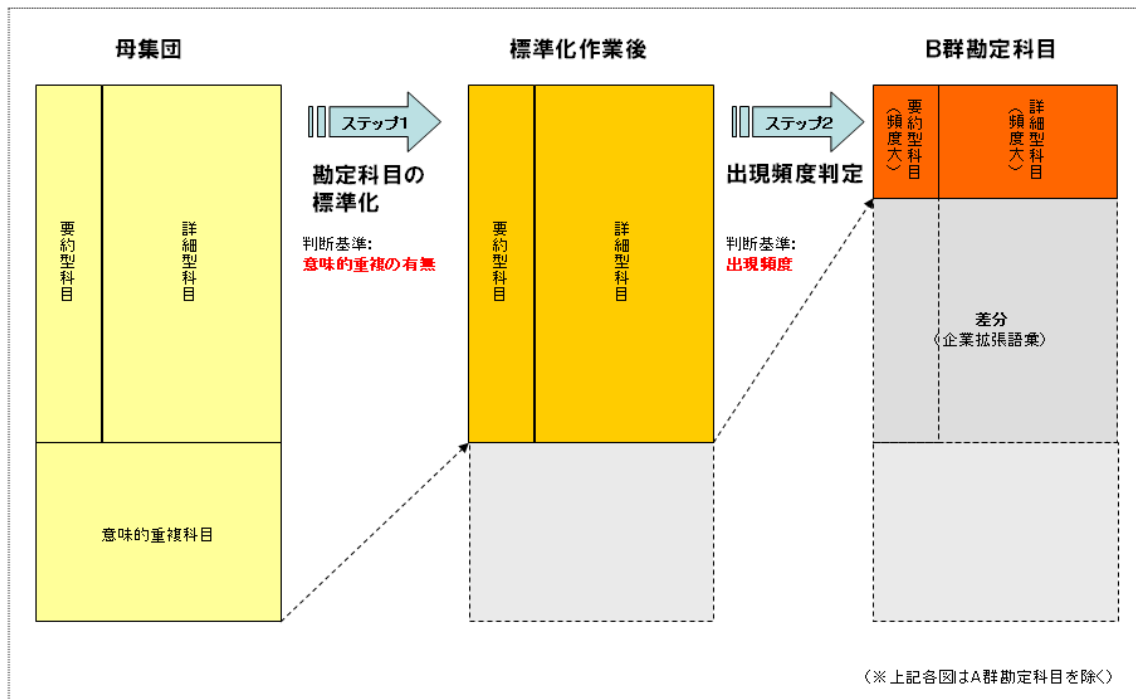 母集団
標準化作業後
B群勘定科目
ステップ1
勘定科目の
標準化
判断基準:
意味的重複の有無
ステップ2
出現頻度判定
判断基準:
出現頻度
要約型科目
詳細型科目
意味的重複科目
要約型科目
詳細型科目
要約型科目
(頻度大)
詳細型科目
(頻度大)
差分
(企業拡張語彙)
(※上記各図はA群勘定科目を除く)